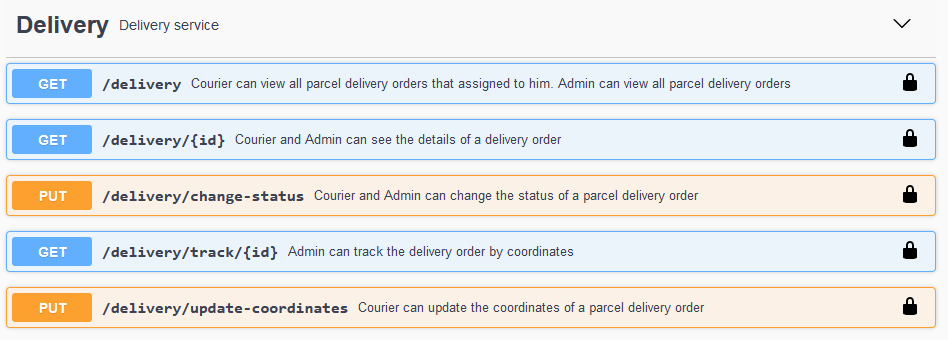 Delivery Delivery service
GET /delivery Courier can view all parcel delivery orders that assigned to him. Admin can view all parcel delivery orders
GET /delivery/{id} Courier and Admin can see the details of a delivery order
PUT /delivery/change-status Courier and Admin can change the status of a parcel delivery order
GET /delivery/track/{id} Admin can track the delivery order by coordinates
PUT /delivery/update-coordinates Courier can update the coordinates of a parcel delivery order